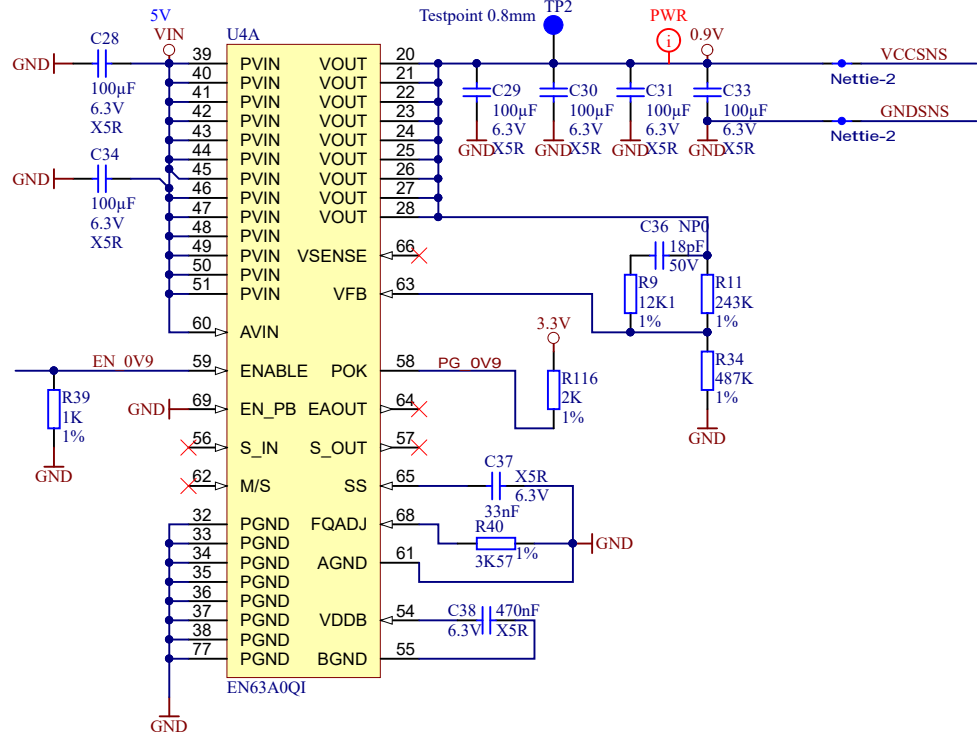 5V
VIN
U4A
Testpoint 0.8mm
TP2
PWR
i
0.9V
VCCSNS
Nettie-2
GNDSNS
Nettie-2
GND
C28
100µF
6.3V
X5R
GND
C34
100µF
6.3V
X5R
39 PVIN VOUT 20
40 PVIN VOUT 21
41 PVIN VOUT 22
42 PVIN VOUT 23
43 PVIN VOUT 24
44 PVIN VOUT 25
45 PVIN VOUT 26
46 PVIN VOUT 27
47 PVIN VOUT 28
48 PVIN
49 PVIN VSENSE 66
50 PVIN
51 PVIN VFB 63
60 AVIN
59 ENABLE POK 58
69 EN_PB EAOUT 64
56 S_IN S_OUT 57
62 M/S SS 65
32 PGND FQADJ 68
33 PGND
34 PGND AGND 61
35 PGND
36 PGND
37 PGND VDDB 54
38 PGND
77 PGND BGND 55
EN63A0QI
C29
100µF
6.3V
X5R
GND
C30
100µF
6.3V
X5R
GND
C31
100µF
6.3V
X5R
GND
C33
100µF
6.3V
X5R
GND
C36 NP0
18pF
50V
R9
12K1
1%
R11
243K
1%
R34
487K
1%
GND
3.3V
PG_0V9
R116
2K
1%
EN_0V9
R39
1K
1%
GND
GND
C37
X5R
6.3V
33nF
R40
1%
3K57
GND
C38
470nF
6.3V
X5R
GND